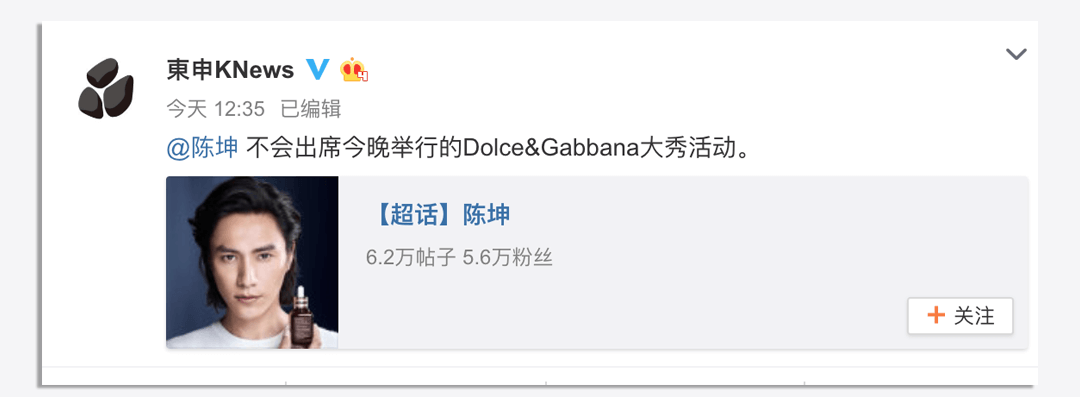 東申KNews
今天 12:35 已编辑
@陈坤 不会出席今晚举行的Dolce&Gabbana大秀活动。
【超话】陈坤
6.2万帖子 5.6万粉丝
+ 关注